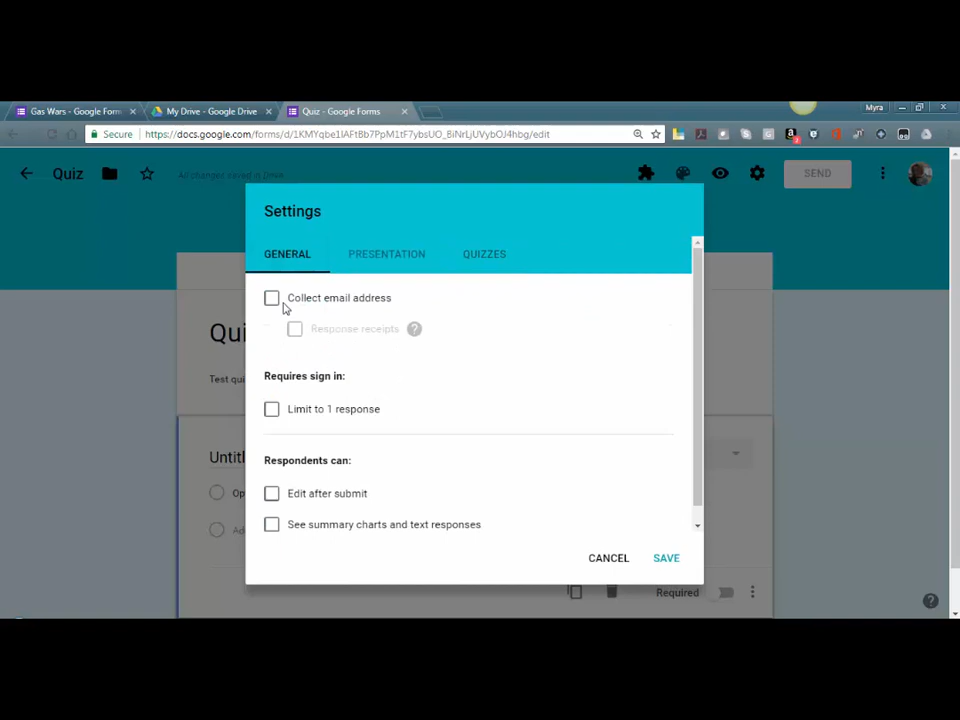 Gas Wars - Google Form
My Drive - Google Drive
Quiz - Google Forms
Myra
Secure
https://docs.google.com/forms/d/1KMYqbe1lAFtBb7PpM1tF7ybsUO_BiNrLjUVybOJ4hbg/edit
Quiz
All changes saved in Drive
SEND
Settings
GENERAL
PRESENTATION
QUIZZES
Collect email address
Response receipts ?
Requires sign in:
Limit to 1 response
Respondents can:
Edit after submit
See summary charts and text responses
CANCEL
SAVE
Qui
Test qu
Untitl
Op
Ad
Required